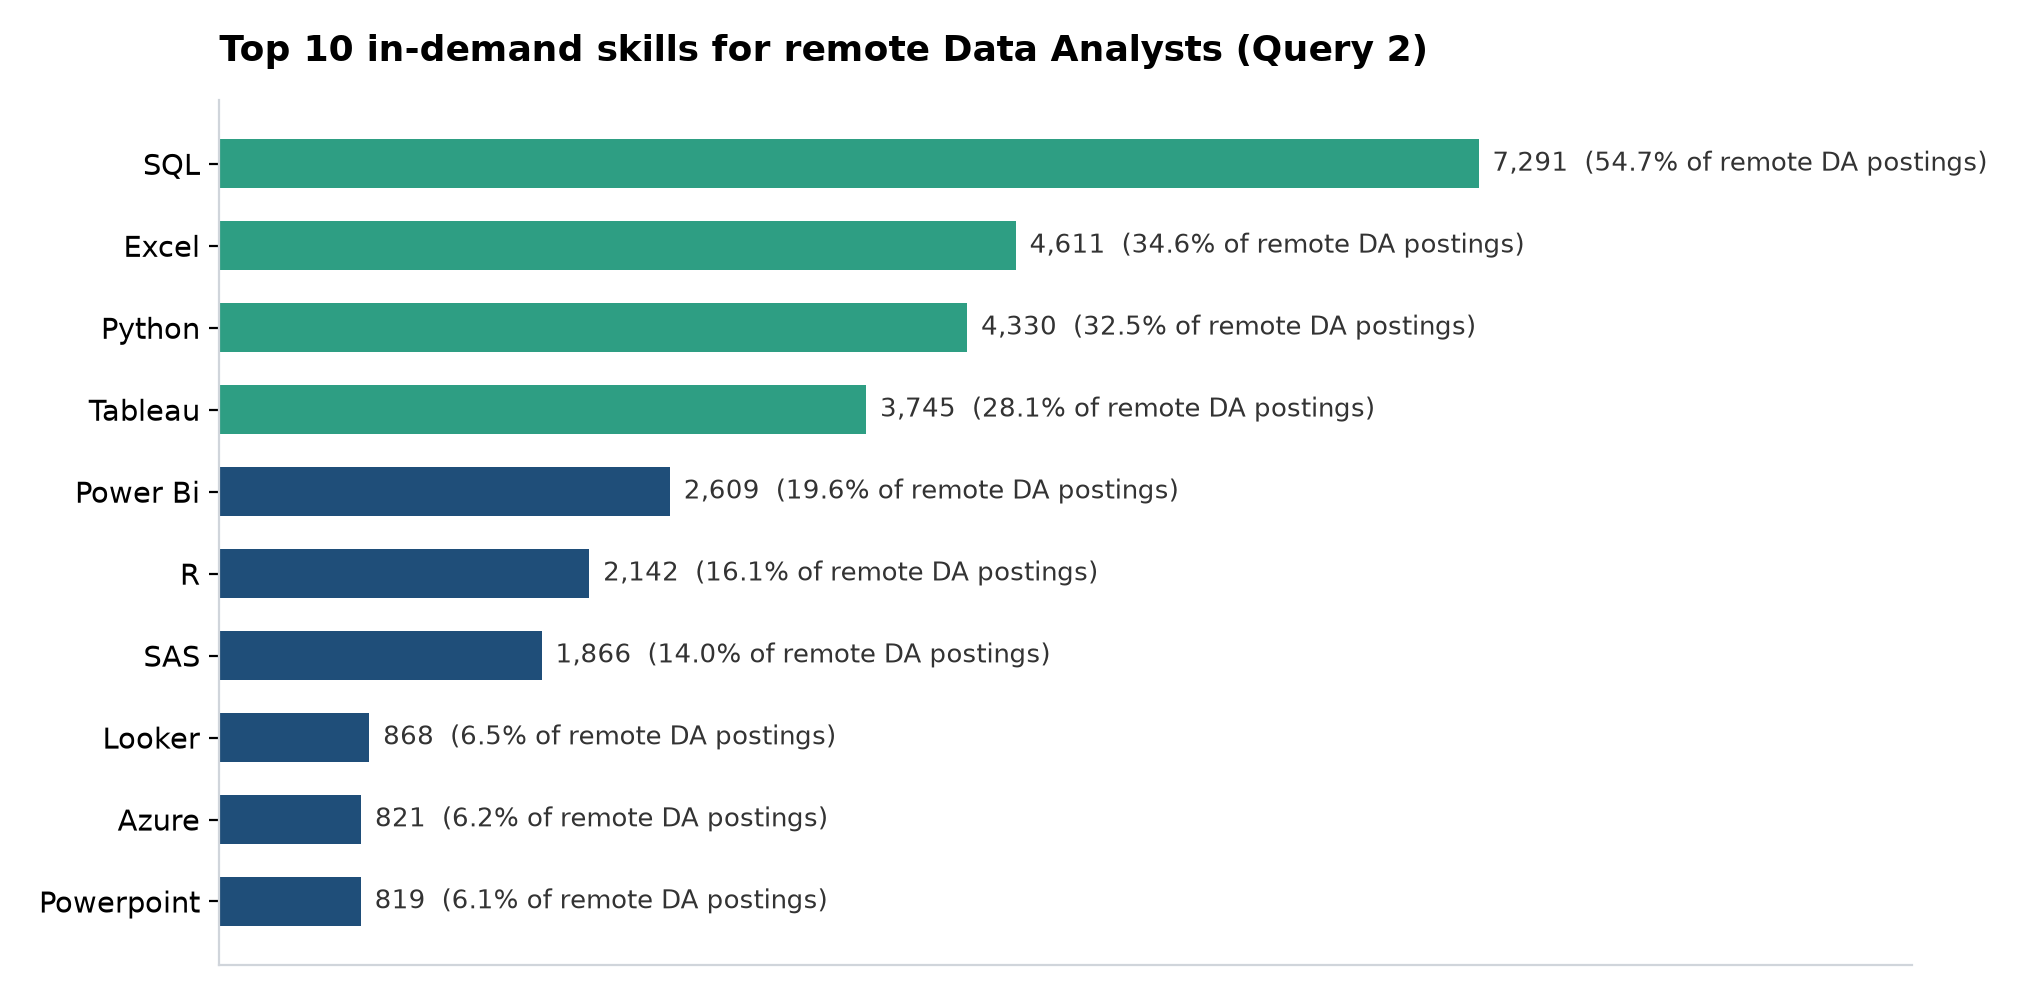 Top 10 in-demand skills for remote Data Analysts (Query 2)
SQL 7,291 (54.7% of remote DA postings)
Excel 4,611 (34.6% of remote DA postings)
Python 4,330 (32.5% of remote DA postings)
Tableau 3,745 (28.1% of remote DA postings)
Power Bi 2,609 (19.6% of remote DA postings)
R 2,142 (16.1% of remote DA postings)
SAS 1,866 (14.0% of remote DA postings)
Looker 868 (6.5% of remote DA postings)
Azure 821 (6.2% of remote DA postings)
Powerpoint 819 (6.1% of remote DA postings)